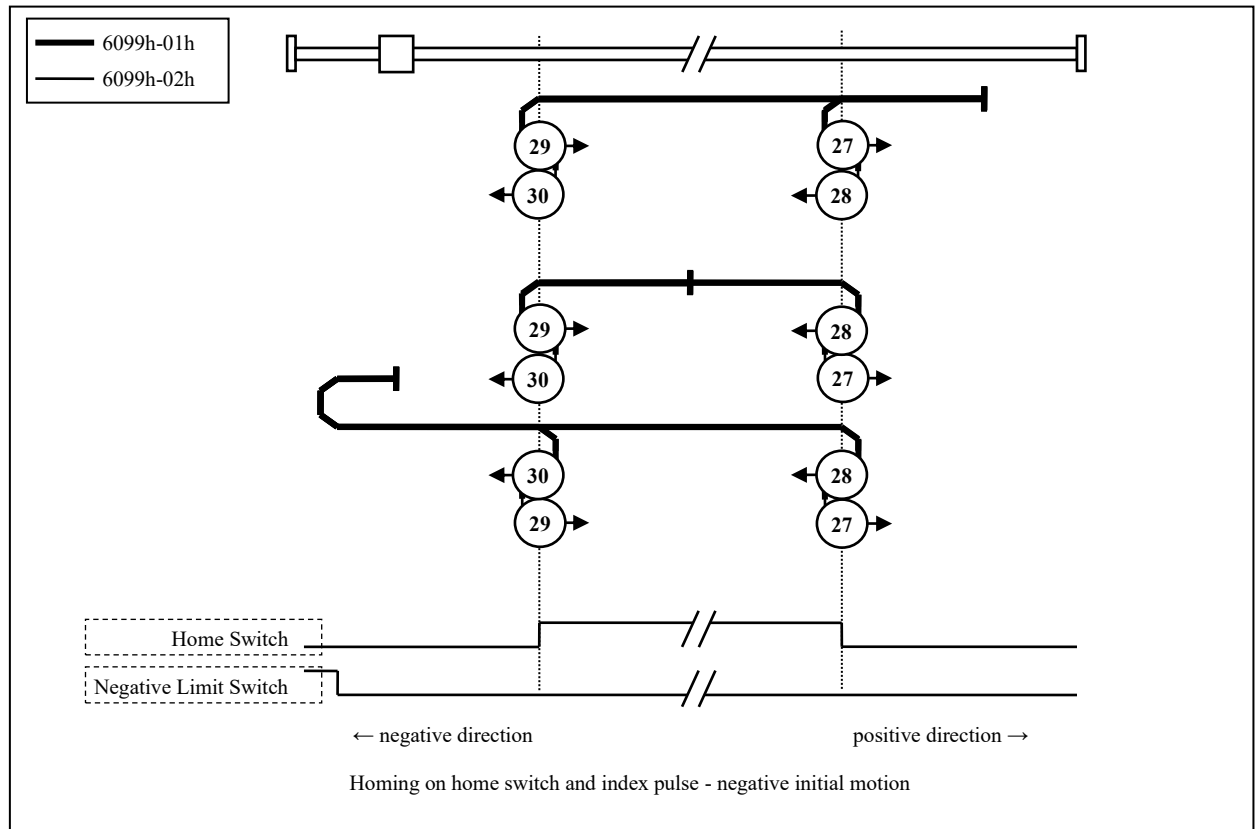 6099h-01h
6099h-02h
29
27
30
28
29
28
30
27
30
28
29
27
Home Switch
Negative Limit Switch
← negative direction
positive direction →
Homing on home switch and index pulse - negative initial motion